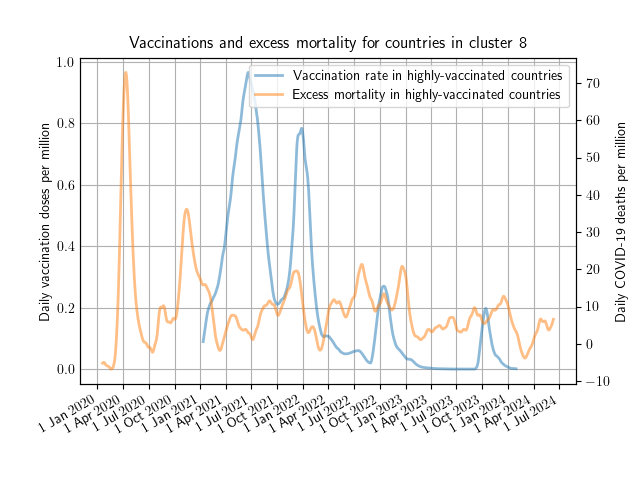 Vaccinations and excess mortality for countries in cluster 8
Vaccination rate in highly-vaccinated countries
Excess mortality in highly-vaccinated countries
Daily vaccination doses per million
1.0
0.8
0.6
0.4
0.2
0.0
70
60
50
40
30
20
10
0
−10
Daily COVID-19 deaths per million
1 Jan 2020
1 Apr 2020
1 Jul 2020
1 Oct 2020
1 Jan 2021
1 Apr 2021
1 Jul 2021
1 Oct 2021
1 Jan 2022
1 Apr 2022
1 Jul 2022
1 Oct 2022
1 Jan 2023
1 Apr 2023
1 Jul 2023
1 Oct 2023
1 Jan 2024
1 Apr 2024
1 Jul 2024